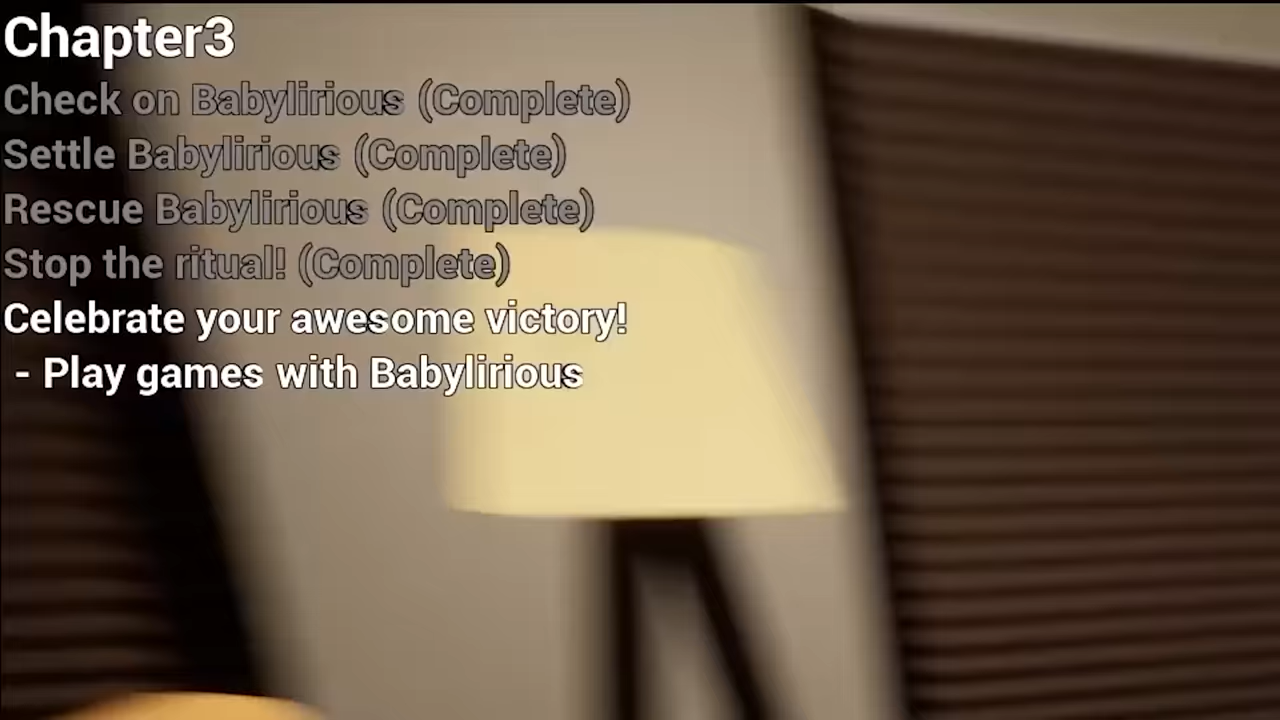 Chapter3
Check on Babylirious (Complete)
Settle Babylirious (Complete)
Rescue Babylirious (Complete)
Stop the ritual! (Complete)
Celebrate your awesome victory!
- Play games with Babylirious